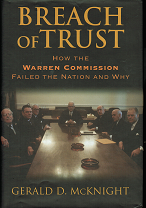 BREACH
OF TRUST
HOW THE
WARREN COMMISSION
FAILED THE NATION AND WHY
GERALD D. MCKNIGHT